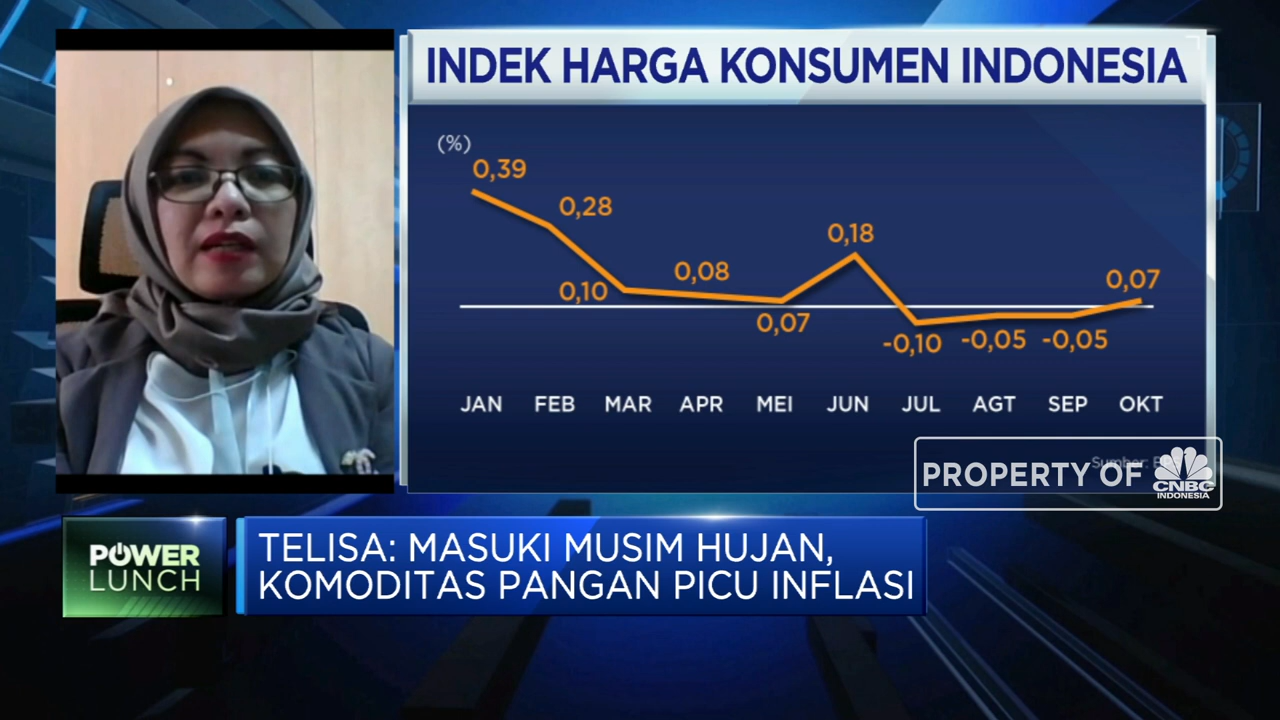 INDEK HARGA KONSUMEN INDONESIA
(%)
0,39
0,28
0,10
0,08
0,07
0,18
-0,10
-0,05
-0,05
0,07
JAN FEB MAR APR MEI JUN JUL AGT SEP OKT
Sumber:
PROPERTY OF CNBC INDONESIA
POWER LUNCH
TELISA: MASUKI MUSIM HUJAN,
KOMODITAS PANGAN PICU INFLASI